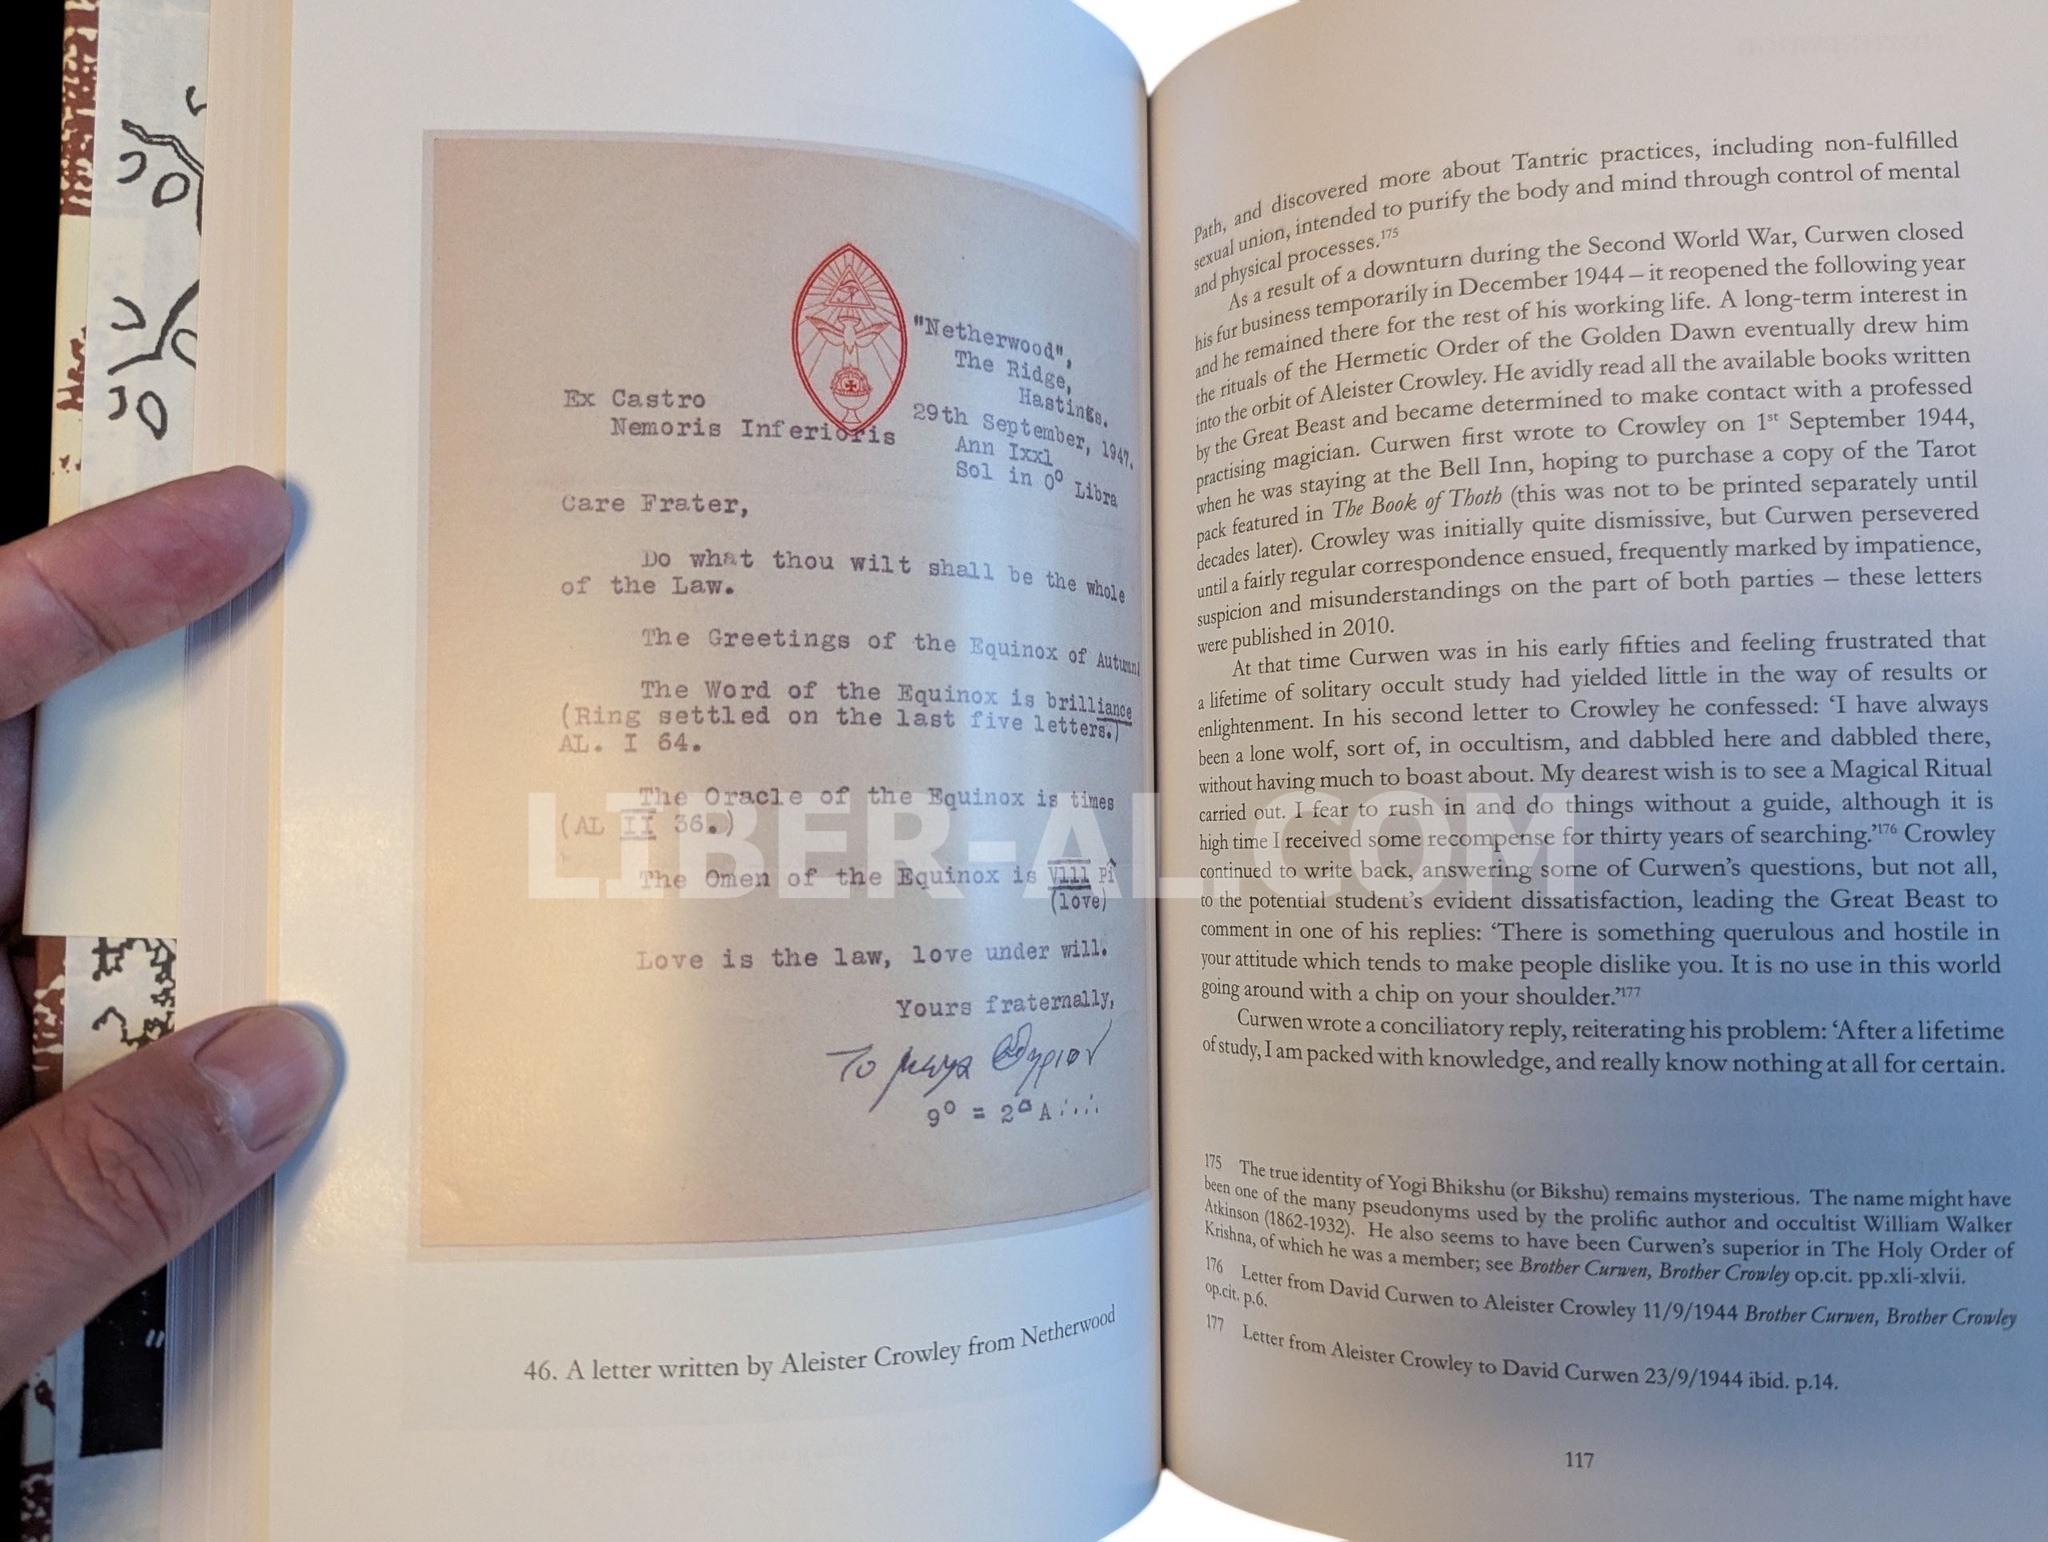 "Netherwood",
The Ridge,
Hastings.
29th September, 1947.
Ann Ixxl
Sol in 0º Libra
Ex Castro
Nemoris Inferioris
Care Frater,
Do what thou wilt shall be the whole
of the Law.
The Greetings of the Equinox of Autumn.
The Word of the Equinox is brilliance
(Ring settled on the last five letters.)
AL. I 64.
The Oracle of the Equinox is times
(AL II 36.)
The Omen of the Equinox is VIII Pî
(love)
Love is the law, love under will.
Yours fraternally,
Το μεγα Θηριον
9º = 2▫ A∴∴
46. A letter written by Aleister Crowley from Netherwood
Path, and discovered more about Tantric practices, including non-fulfilled
sexual union, intended to purify the body and mind through control of mental
and physical processes.175
As a result of a downturn during the Second World War, Curwen closed
his fur business temporarily in December 1944 – it reopened the following year
and he remained there for the rest of his working life. A long-term interest in
the rituals of the Hermetic Order of the Golden Dawn eventually drew him
into the orbit of Aleister Crowley. He avidly read all the available books written
by the Great Beast and became determined to make contact with a professed
practising magician. Curwen first wrote to Crowley on 1st September 1944,
when he was staying at the Bell Inn, hoping to purchase a copy of the Tarot
pack featured in The Book of Thoth (this was not to be printed separately until
decades later). Crowley was initially quite dismissive, but Curwen persevered
until a fairly regular correspondence ensued, frequently marked by impatience,
suspicion and misunderstandings on the part of both parties – these letters
were published in 2010.
At that time Curwen was in his early fifties and feeling frustrated that
a lifetime of solitary occult study had yielded little in the way of results or
enlightenment. In his second letter to Crowley he confessed: ‘I have always
been a lone wolf, sort of, in occultism, and dabbled here and dabbled there,
without having much to boast about. My dearest wish is to see a Magical Ritual
carried out. I fear to rush in and do things without a guide, although it is
high time I received some recompense for thirty years of searching.’176 Crowley
continued to write back, answering some of Curwen’s questions, but not all,
to the potential student’s evident dissatisfaction, leading the Great Beast to
comment in one of his replies: ‘There is something querulous and hostile in
your attitude which tends to make people dislike you. It is no use in this world
going around with a chip on your shoulder.’177
Curwen wrote a conciliatory reply, reiterating his problem: ‘After a lifetime
of study, I am packed with knowledge, and really know nothing at all for certain.
175 The true identity of Yogi Bhikshu (or Bikshu) remains mysterious. The name might have
been one of the many pseudonyms used by the prolific author and occultist William Walker
Atkinson (1862-1932). He also seems to have been Curwen’s superior in The Holy Order of
Krishna, of which he was a member; see Brother Curwen, Brother Crowley op.cit. pp.xli-xlvii.
176 Letter from David Curwen to Aleister Crowley 11/9/1944 Brother Curwen, Brother Crowley
op.cit. p.6.
177 Letter from Aleister Crowley to David Curwen 23/9/1944 ibid. p.14.
117
LIBER-AL.COM